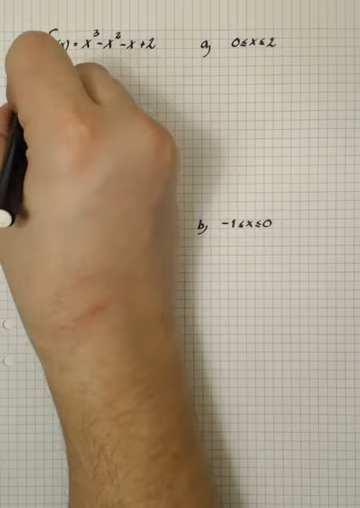 (x) = x³-x²-x+2
a) 0≤x≤2
b) -1≤x≤0